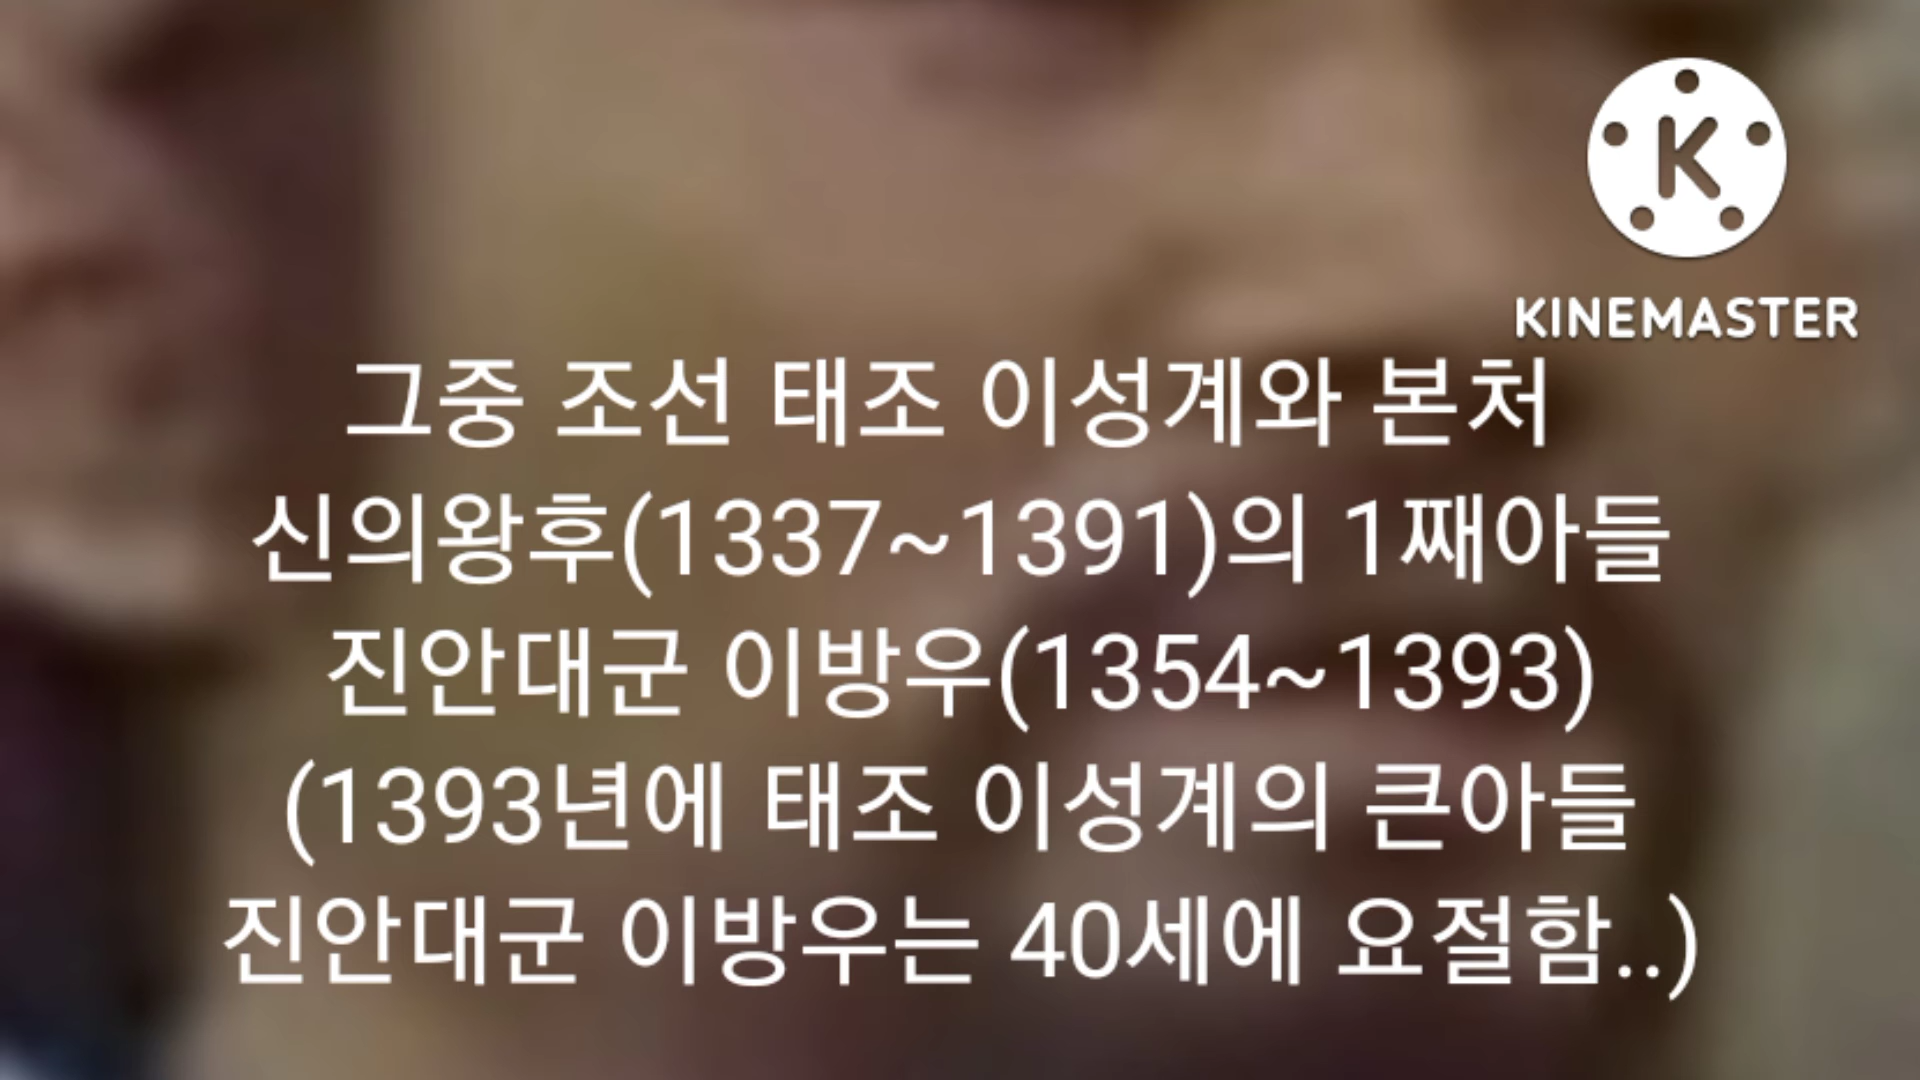 KINEMASTER
그중 조선 태조 이성계와 본처
신의왕후(1337~1391)의 1째아들
진안대군 이방우(1354~1393)
(1393년에 태조 이성계의 큰아들
진안대군 이방우는 40세에 요절함..)